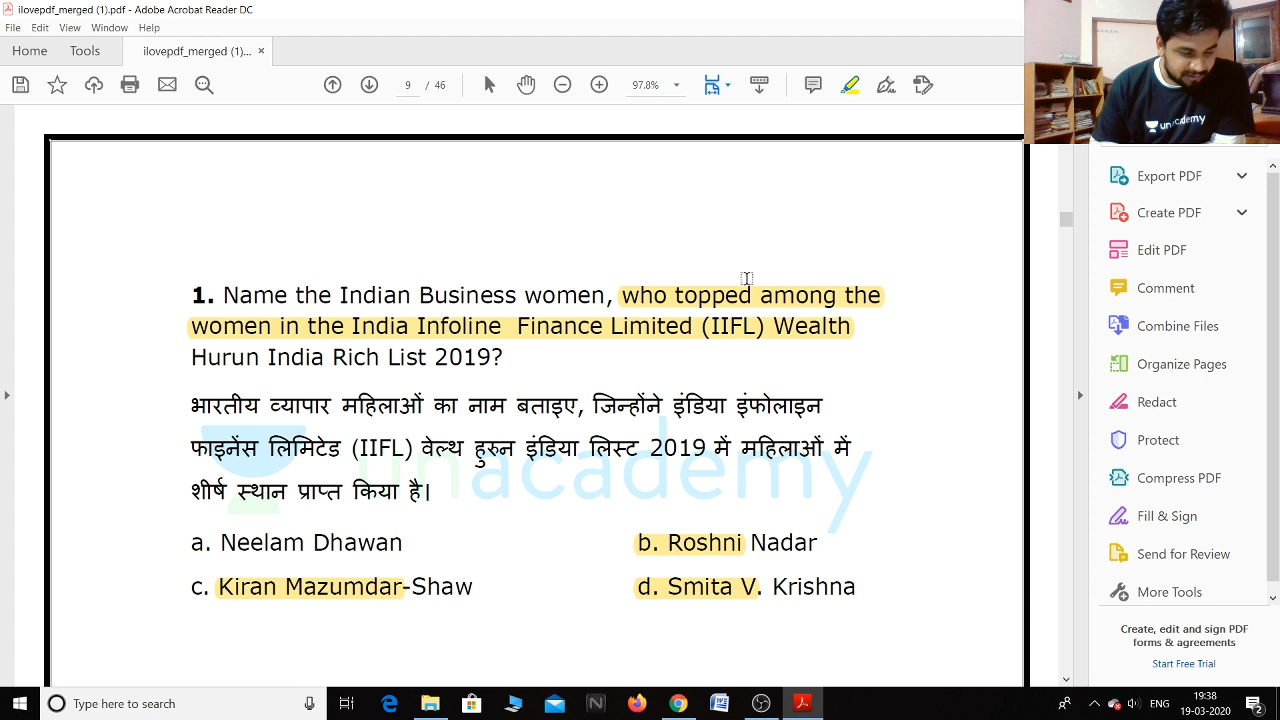 ilovepdf_merged (1).pdf - Adobe Acrobat Reader DC
File Edit View Window Help
Home Tools ilovepdf_merged (1)... ×
9 / 46 97.8%
unacademy
Export PDF
Create PDF
Edit PDF
Comment
Combine Files
Organize Pages
Redact
Protect
Compress PDF
Fill & Sign
Send for Review
More Tools
Create, edit and sign PDF
forms & agreements
Start Free Trial
1. Name the Indian Business women, who topped among the
women in the India Infoline Finance Limited (IIFL) Wealth
Hurun India Rich List 2019?
भारतीय व्यापार महिलाओं का नाम बताइए, जिन्होंने इंडिया इंफोलाइन
फाइनेंस लिमिटेड (IIFL) वेल्थ हुरुन इंडिया लिस्ट 2019 में महिलाओं में
शीर्ष स्थान प्राप्त किया है।
unacademy
a. Neelam Dhawan b. Roshni Nadar
c. Kiran Mazumdar-Shaw d. Smita V. Krishna
Type here to search
ENG 19:38
19-03-2020
2